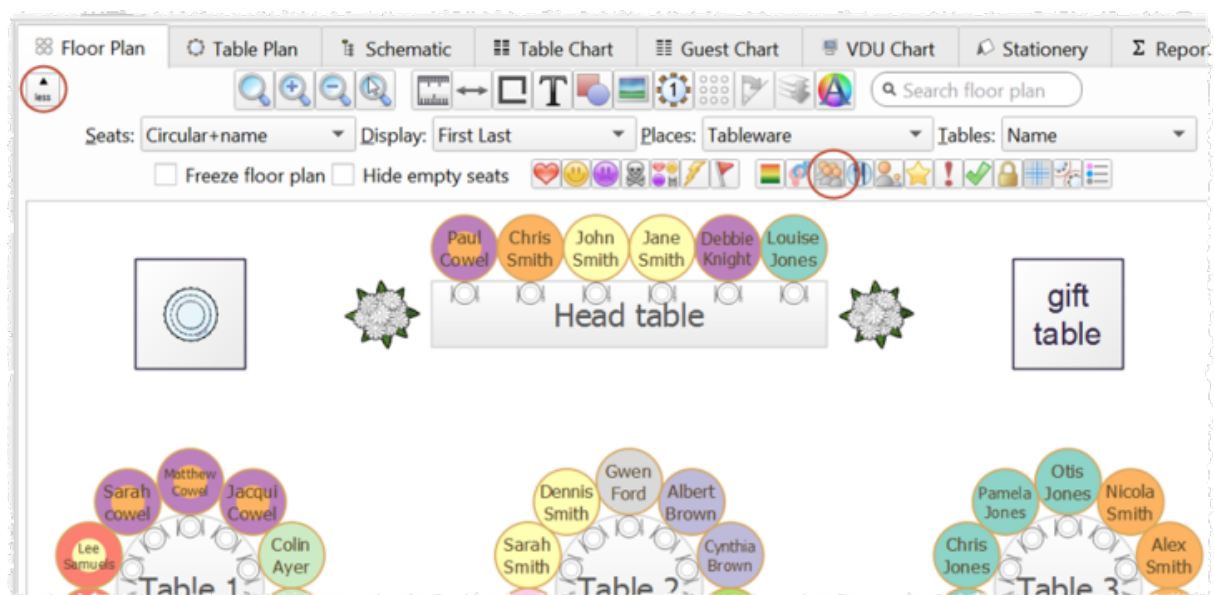 Floor Plan Table Plan Schematic Table Chart Guest Chart VDU Chart Stationery Σ Repor
less T 1 A Search floor plan
Seats: Circular+name Display: First Last Places: Tableware Tables: Name
Freeze floor plan Hide empty seats
Paul Cowel
Chris Smith
John Smith
Jane Smith
Debbie Knight
Louise Jones
Head table
gift
table
Sarah cowel
Matthew Cowel
Jacqui Cowel
Lee Samuels
Colin Ayer
Table 1
Dennis Smith
Gwen Ford
Albert Brown
Sarah Smith
Cynthia Brown
Table 2
Pamela Jones
Otis Jones
Nicola Smith
Chris Jones
Alex Smith
Table 3